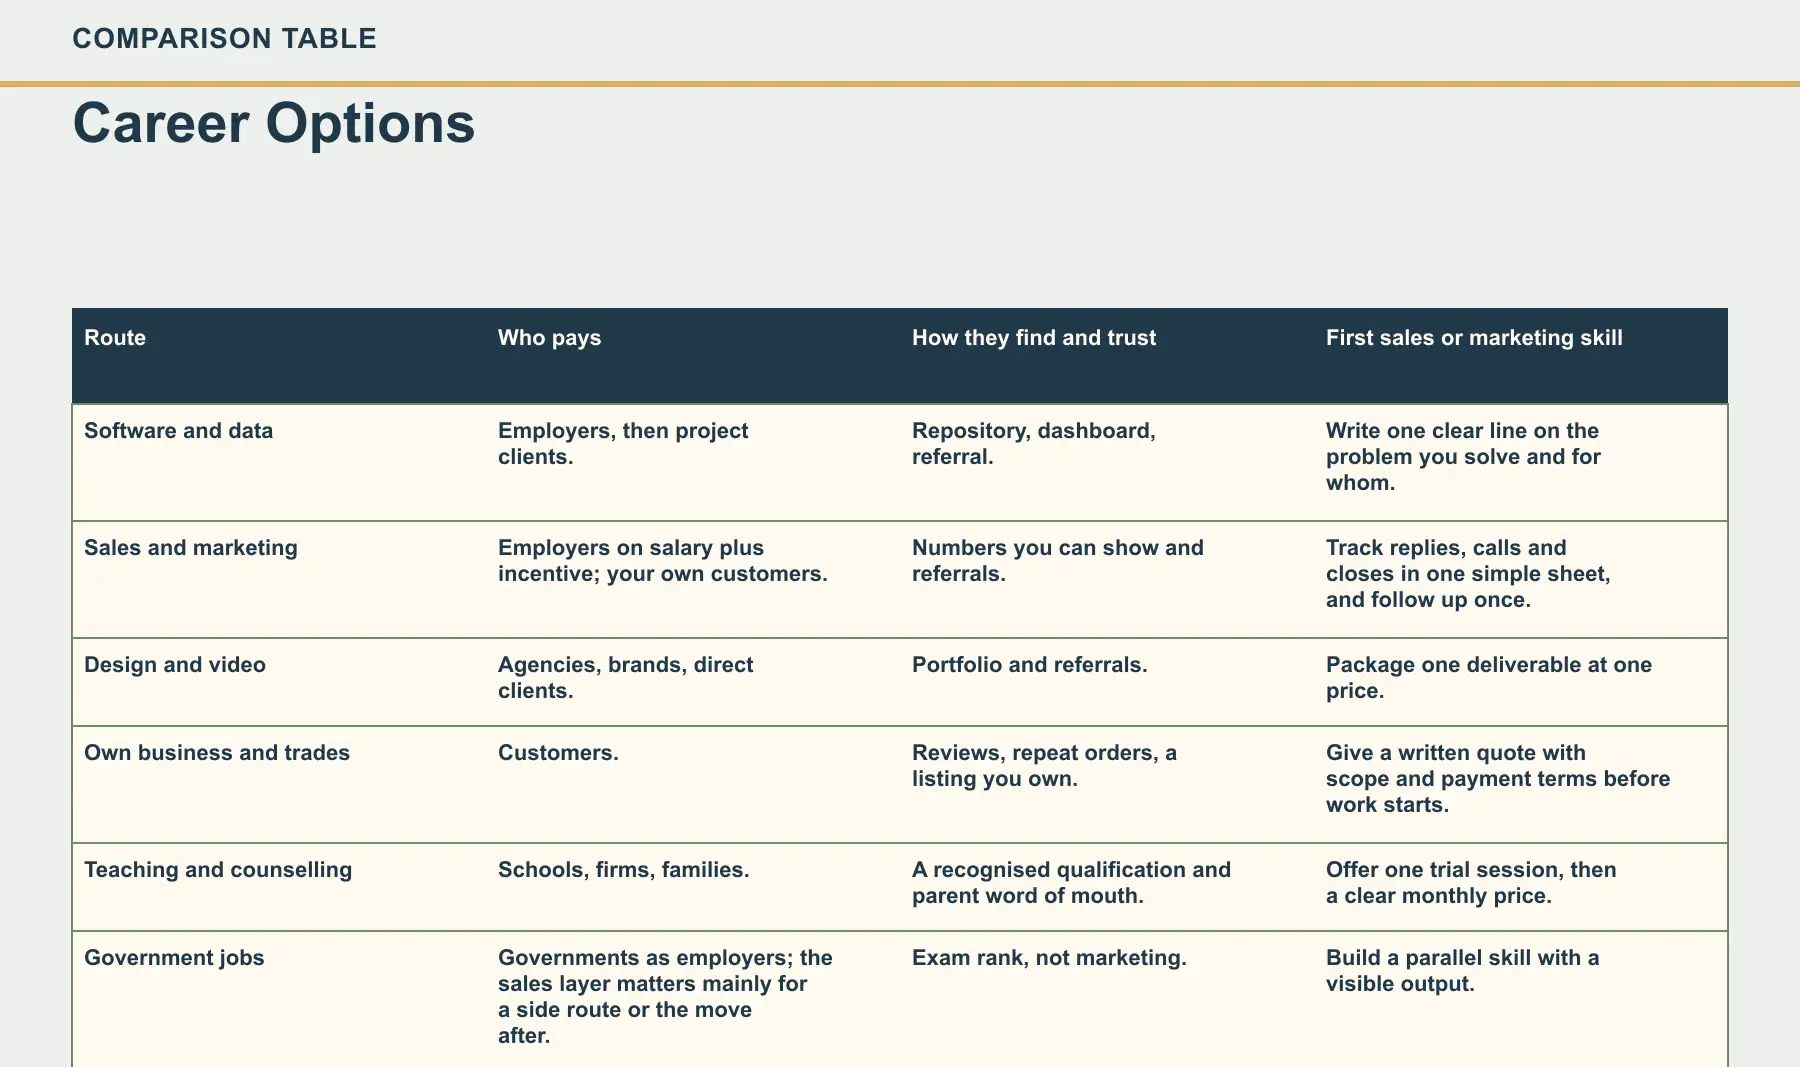 COMPARISON TABLE
Career Options
Route
Who pays
How they find and trust
First sales or marketing skill
Software and data
Employers, then project
clients.
Repository, dashboard,
referral.
Write one clear line on the
problem you solve and for
whom.
Sales and marketing
Employers on salary plus
incentive; your own customers.
Numbers you can show and
referrals.
Track replies, calls and
closes in one simple sheet,
and follow up once.
Design and video
Agencies, brands, direct
clients.
Portfolio and referrals.
Package one deliverable at one
price.
Own business and trades
Customers.
Reviews, repeat orders, a
listing you own.
Give a written quote with
scope and payment terms before
work starts.
Teaching and counselling
Schools, firms, families.
A recognised qualification and
parent word of mouth.
Offer one trial session, then
a clear monthly price.
Government jobs
Governments as employers; the
sales layer matters mainly for
a side route or the move
after.
Exam rank, not marketing.
Build a parallel skill with a
visible output.